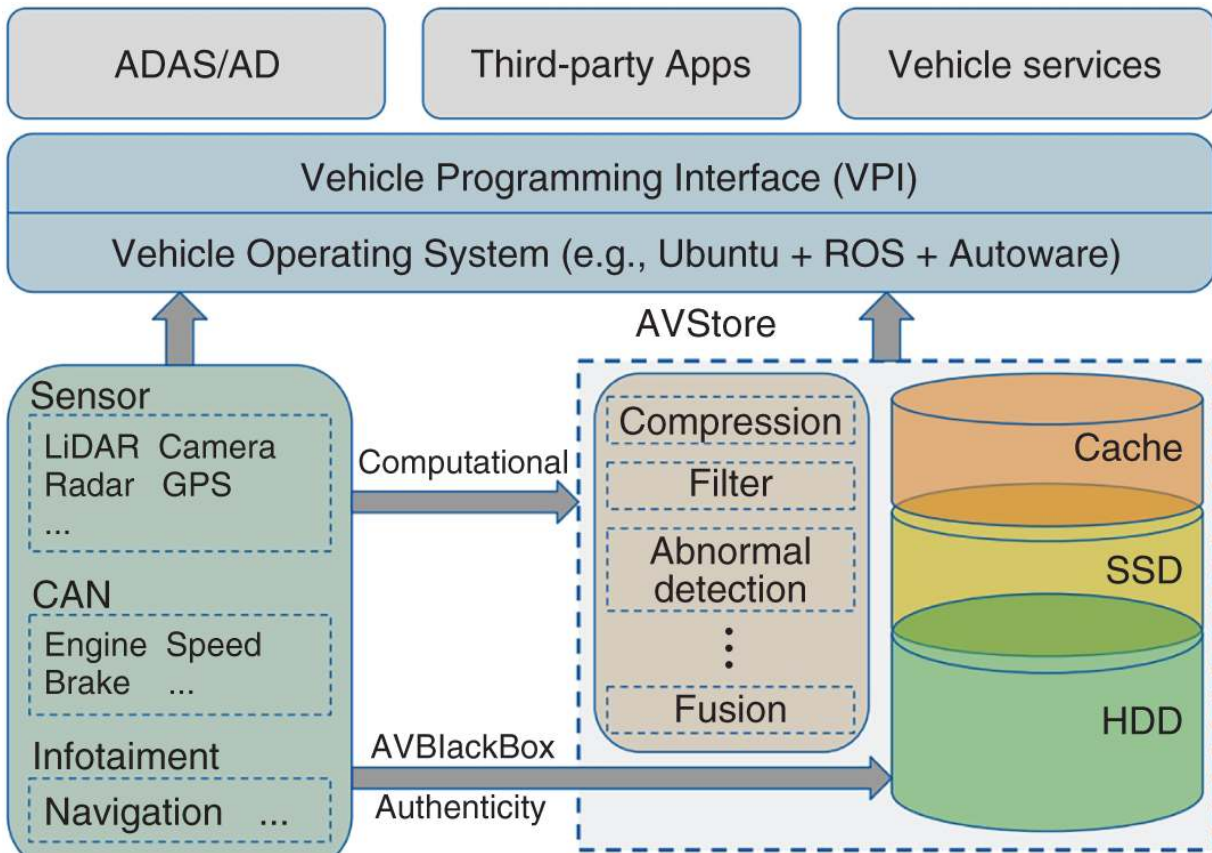 ADAS/AD
Third-party Apps
Vehicle services
Vehicle Programming Interface (VPI)
Vehicle Operating System (e.g., Ubuntu + ROS + Autoware)
AVStore
Sensor
LiDAR Camera
Radar GPS
...
CAN
Engine Speed
Brake ...
Infotaiment
Navigation ...
Computational
AVBlackBox
Authenticity
Compression
Filter
Abnormal
detection
Fusion
Cache
SSD
HDD